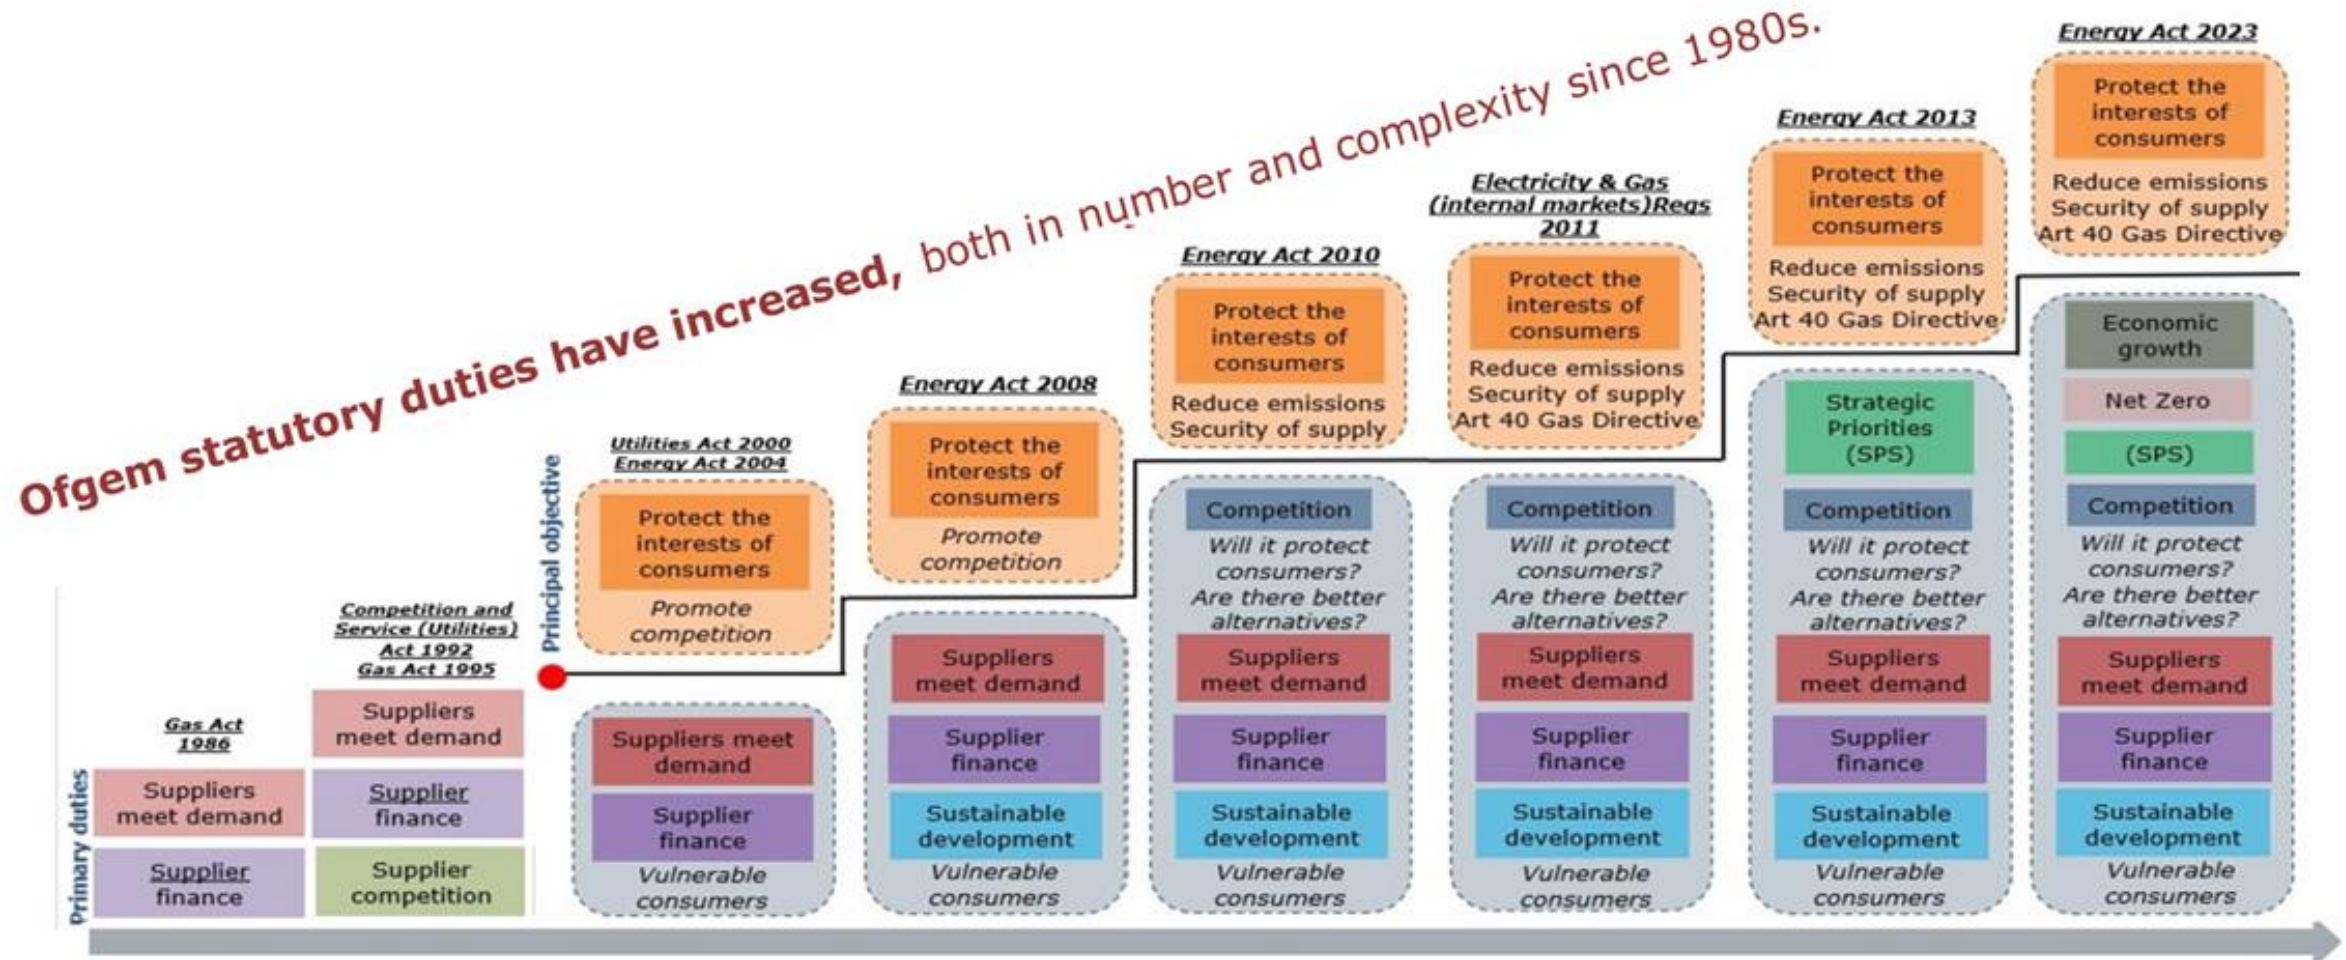 Ofgem statutory duties have increased, both in number and complexity since 1980s.
Primary duties
Gas Act
1986
Suppliers
meet demand
Supplier
finance
Competition and
Service (Utilities)
Act 1992
Gas Act 1995
Suppliers
meet demand
Supplier
finance
Supplier
competition
Principal objective
Utilities Act 2000
Energy Act 2004
Protect the
interests of
consumers
Promote
competition
Suppliers meet
demand
Supplier
finance
Vulnerable
consumers
Energy Act 2008
Protect the
interests of
consumers
Promote
competition
Suppliers
meet demand
Supplier
finance
Sustainable
development
Vulnerable
consumers
Energy Act 2010
Protect the
interests of
consumers
Reduce emissions
Security of supply
Competition
Will it protect
consumers?
Are there better
alternatives?
Suppliers
meet demand
Supplier
finance
Sustainable
development
Vulnerable
consumers
Electricity & Gas
(internal markets)Regs
2011
Protect the
interests of
consumers
Reduce emissions
Security of supply
Art 40 Gas Directive
Competition
Will it protect
consumers?
Are there better
alternatives?
Suppliers
meet demand
Supplier
finance
Sustainable
development
Vulnerable
consumers
Energy Act 2013
Protect the
interests of
consumers
Reduce emissions
Security of supply
Art 40 Gas Directive
Strategic
Priorities
(SPS)
Competition
Will it protect
consumers?
Are there better
alternatives?
Suppliers
meet demand
Supplier
finance
Sustainable
development
Vulnerable
consumers
Energy Act 2023
Protect the
interests of
consumers
Reduce emissions
Security of supply
Art 40 Gas Directive
Economic
growth
Net Zero
(SPS)
Competition
Will it protect
consumers?
Are there better
alternatives?
Suppliers
meet demand
Supplier
finance
Sustainable
development
Vulnerable
consumers